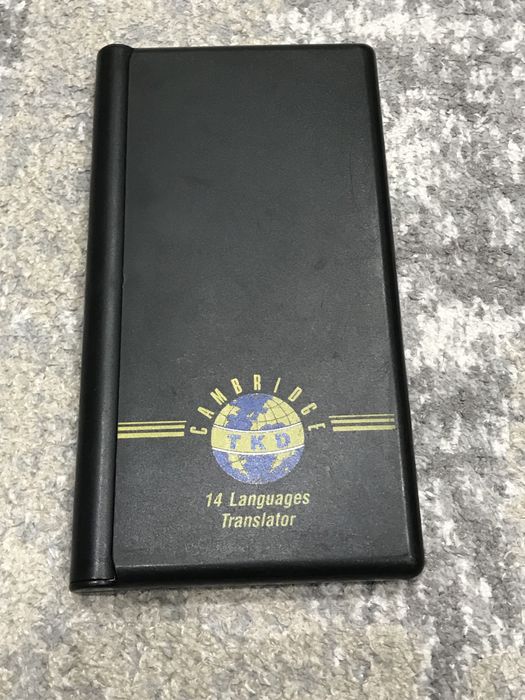 CAMBRIDGE
TKD
14 Languages
Translator